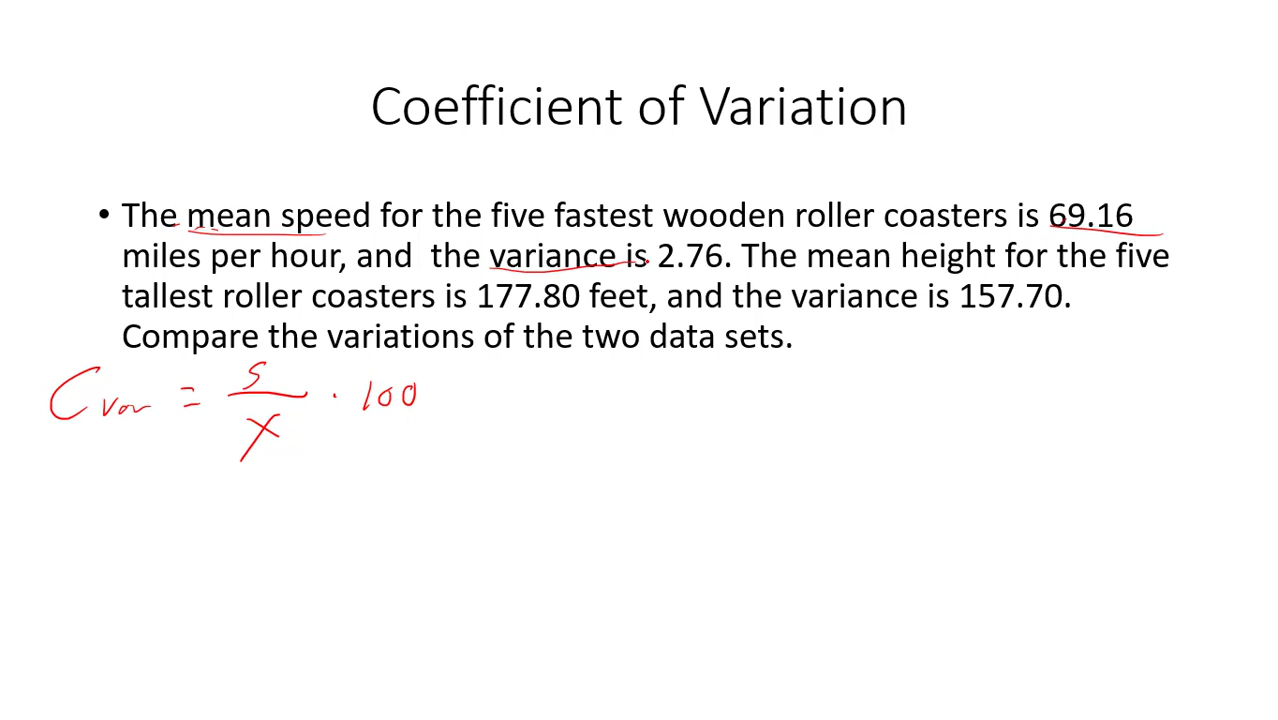 Coefficient of Variation
• The mean speed for the five fastest wooden roller coasters is 69.16
miles per hour, and the variance is 2.76. The mean height for the five
tallest roller coasters is 177.80 feet, and the variance is 157.70.
Compare the variations of the two data sets.
Cvar = s/X · 100